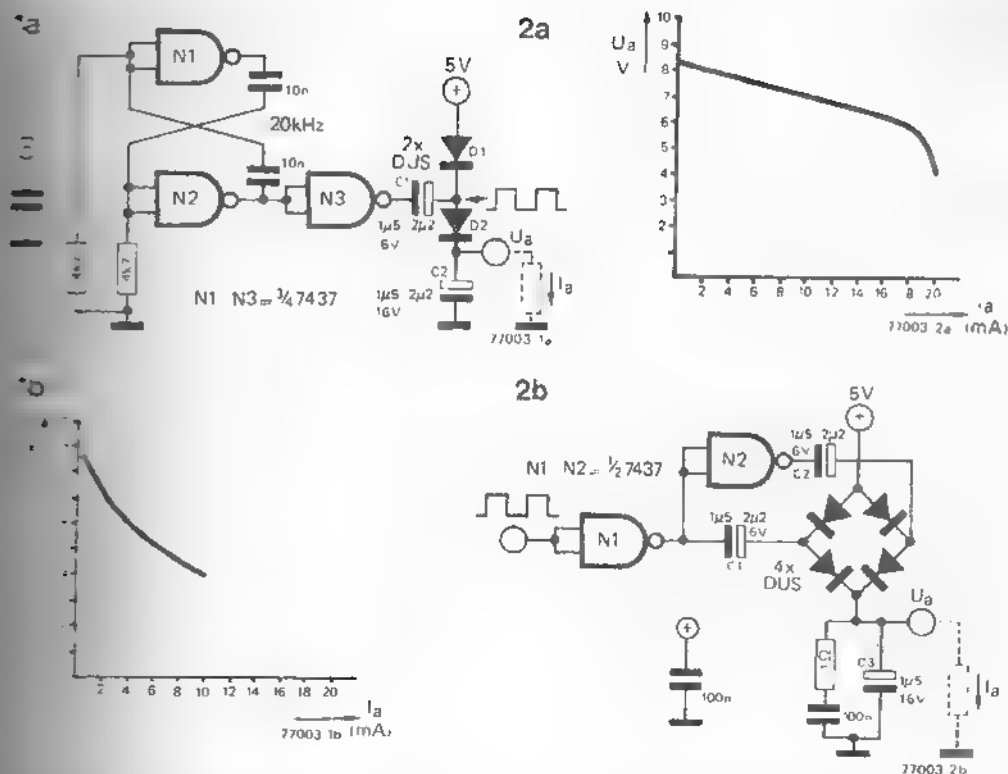 2a
N1
10n
20kHz
10n
4k7
4k7
N2
N3
5V
2x
DUS
D1
C1
1µ5
6V
2µ2
D2
Ua
C2
1µ5
16V
2µ2
Ia
N1 N3 = ¾ 7437
77003 1a
Ua
V
10
9
8
7
6
5
4
3
2
2 4 6 8 10 12 14 16 18 20
Ia
(mA)
77003 2a
b
2 4 6 8 10 12 14 16 18 20
Ia
(mA)
77003 1b
2b
5V
N1 N2 = ½ 7437
N2
1µ5 2µ2
6V
C2
N1
1µ5 2µ2
6V
C1
4x
DUS
Ua
100n
1Ω
100n
C3
1µ5
16V
Ia
77003 2b